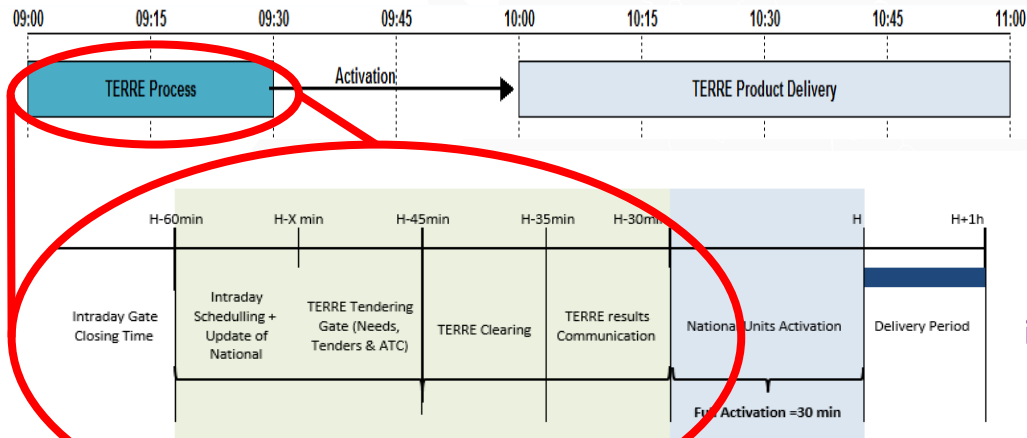 09:00 09:15 09:30 09:45 10:00 10:15 10:30 10:45 11:00
TERRE Process
Activation
TERRE Product Delivery
H-60min H-X min H-45min H-35min H-30min H H+1h
Intraday Gate
Closing Time
Intraday
Schedulling +
Update of
National
TERRE Tendering
Gate (Needs,
Tenders & ATC)
TERRE Clearing
TERRE results
Communication
National Units Activation
Delivery Period
Full Activation =30 min